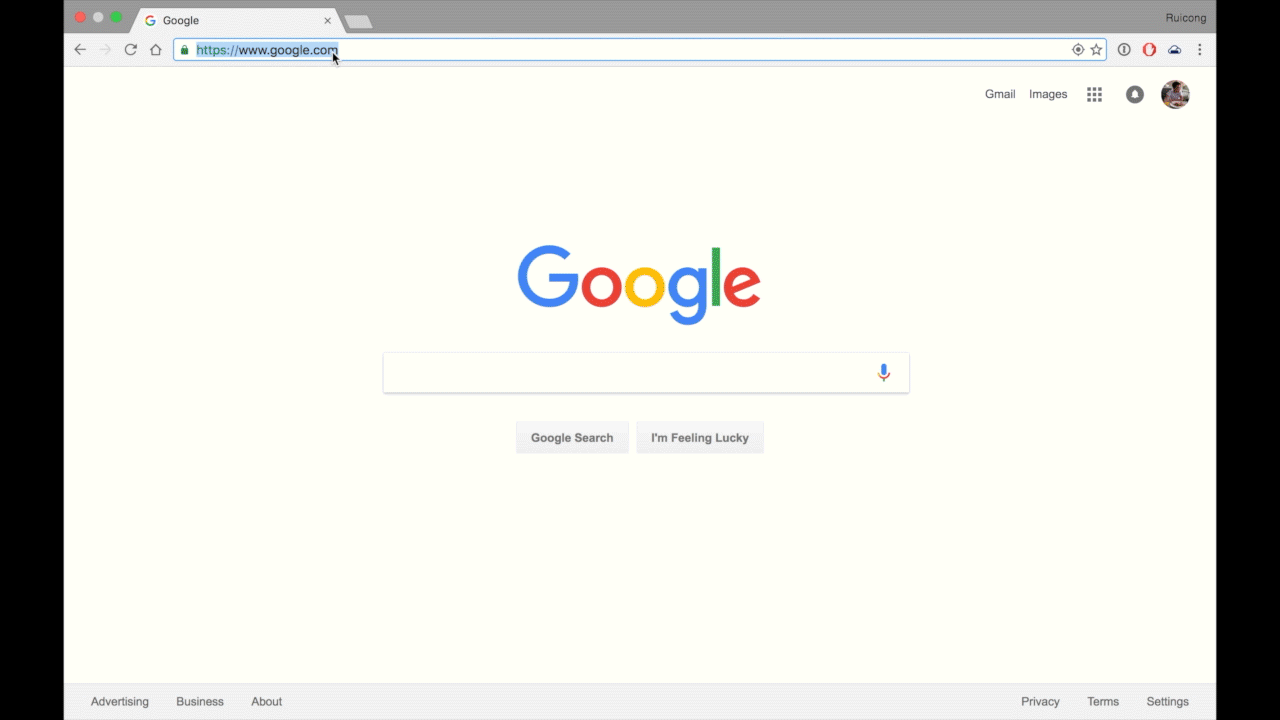 Google
Ruicong
https://www.google.com
Gmail Images
Google
Google Search I'm Feeling Lucky
Advertising Business About
Privacy Terms Settings